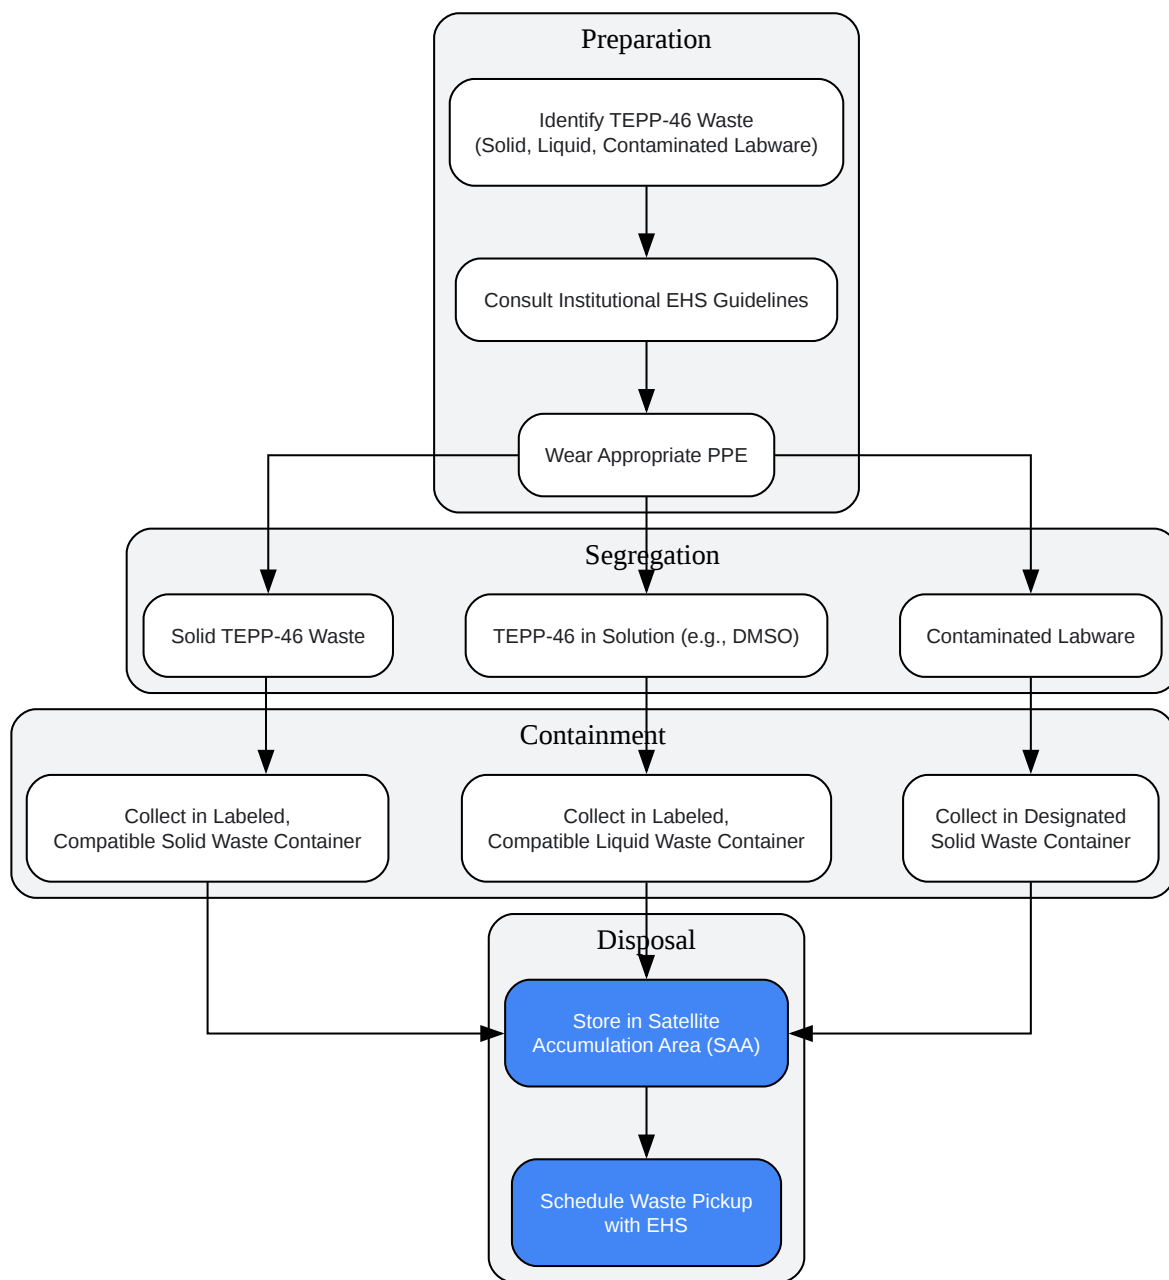 Preparation
Identify TEPP-46 Waste
(Solid, Liquid, Contaminated Labware)
Consult Institutional EHS Guidelines
Wear Appropriate PPE
Segregation
Solid TEPP-46 Waste
TEPP-46 in Solution (e.g., DMSO)
Contaminated Labware
Containment
Collect in Labeled,
Compatible Solid Waste Container
Collect in Labeled,
Compatible Liquid Waste Container
Collect in Designated
Solid Waste Container
Disposal
Store in Satellite
Accumulation Area (SAA)
Schedule Waste Pickup
with EHS